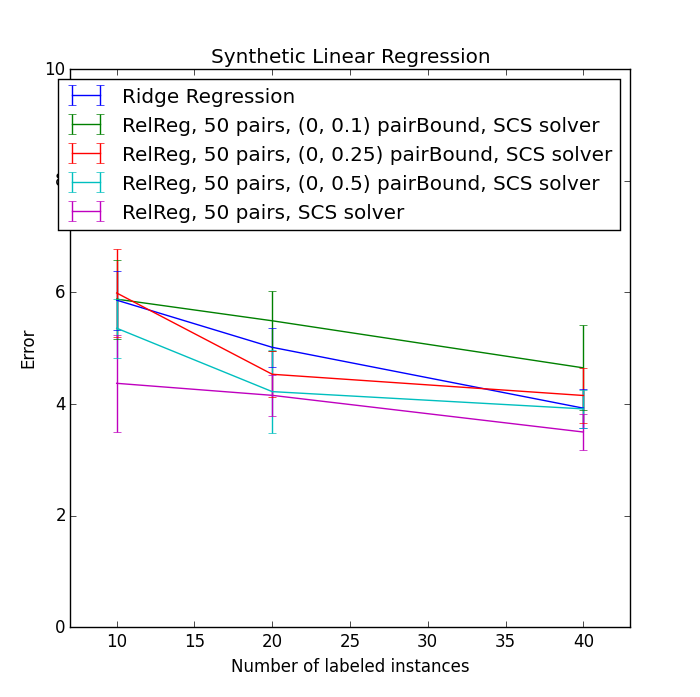 Synthetic Linear Regression
10
Ridge Regression
RelReg, 50 pairs, (0, 0.1) pairBound, SCS solver
RelReg, 50 pairs, (0, 0.25) pairBound, SCS solver
RelReg, 50 pairs, (0, 0.5) pairBound, SCS solver
RelReg, 50 pairs, SCS solver
6
4
2
0
Error
10 15 20 25 30 35 40
Number of labeled instances